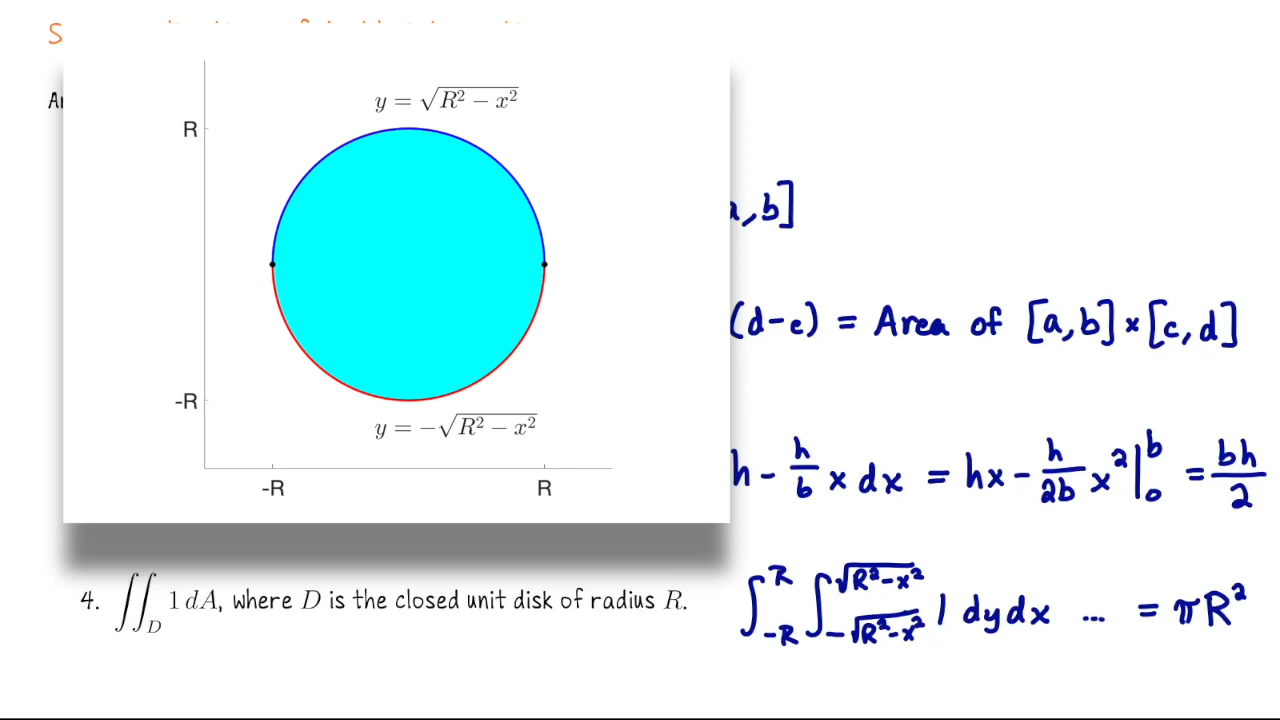 S
Ar
y = √(R² − x²)
R
-R
y = −√(R² − x²)
-R R
a, b]
(d-c) = Area of [a,b]×[c,d]
h - h/b x dx = hx - h/2b x² |₀ᵇ = bh/2
4. ∬_D 1 dA, where D is the closed unit disk of radius R.
∫_{-R}^{R} ∫_{-√(R²-x²)}^{√(R²-x²)} 1 dy dx ... = πR²